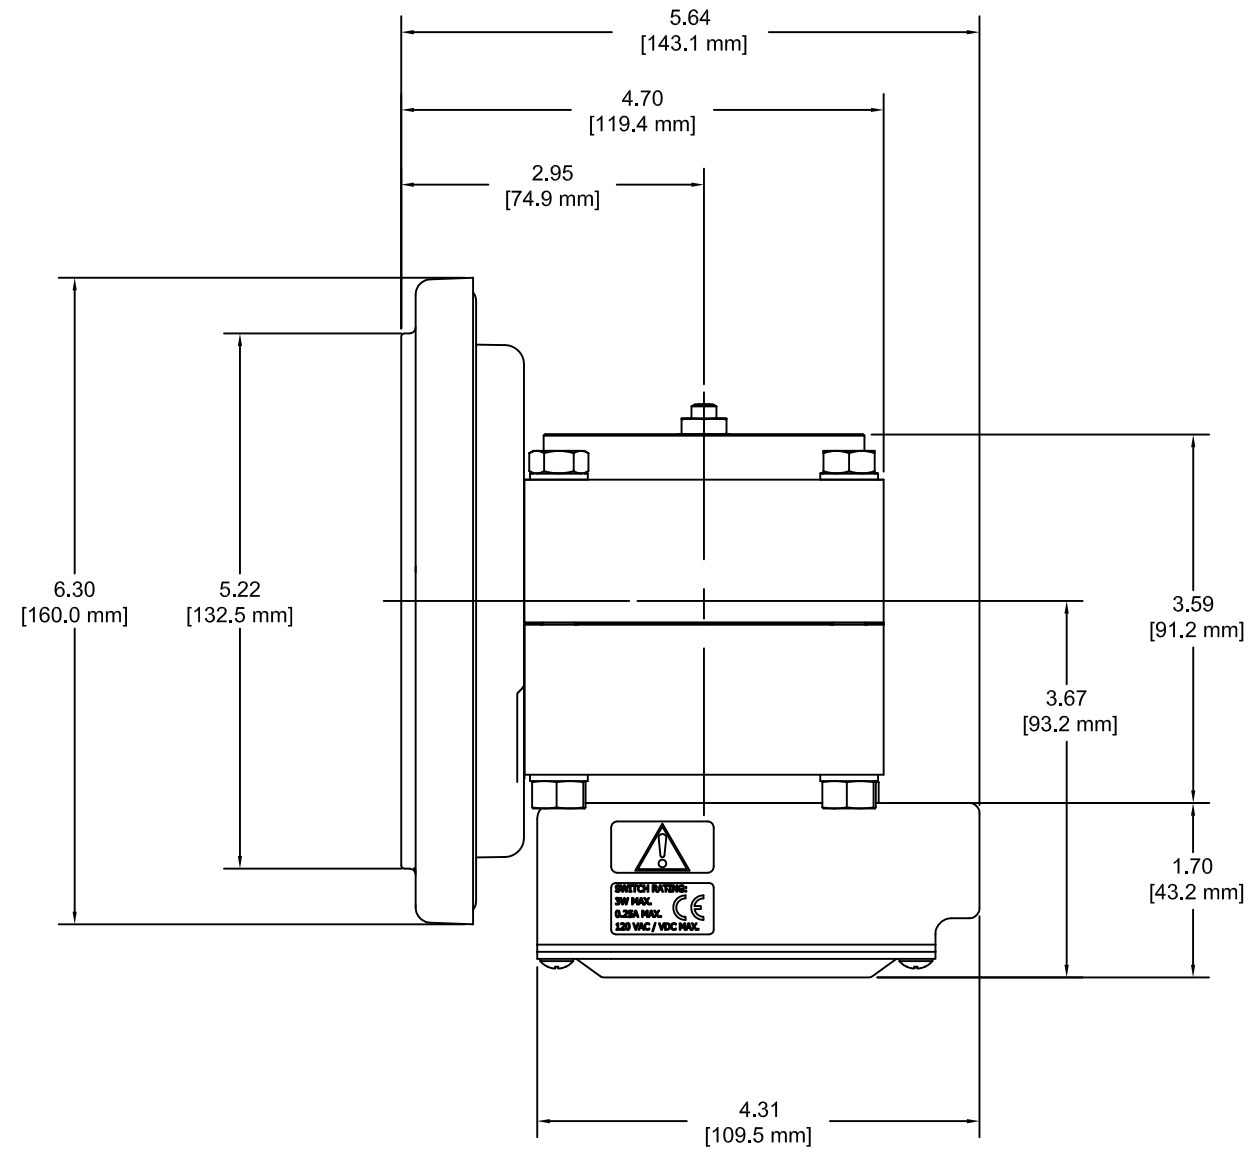 5.64
[143.1 mm]
4.70
[119.4 mm]
2.95
[74.9 mm]
6.30
[160.0 mm]
5.22
[132.5 mm]
3.59
[91.2 mm]
3.67
[93.2 mm]
1.70
[43.2 mm]
SWITCH RATING:
3W MAX.
0.25A MAX.
120 VAC / VDC MAX.
CE
4.31
[109.5 mm]